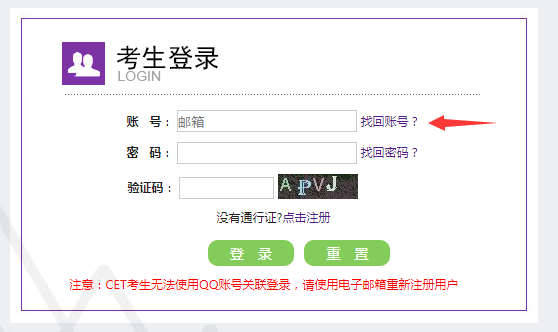 考生登录
LOGIN
账 号： 邮箱 找回账号？
密 码： 找回密码？
验证码： APVJ
没有通行证?点击注册
登 录 重 置
注意：CET考生无法使用QQ账号关联登录，请使用电子邮箱重新注册用户